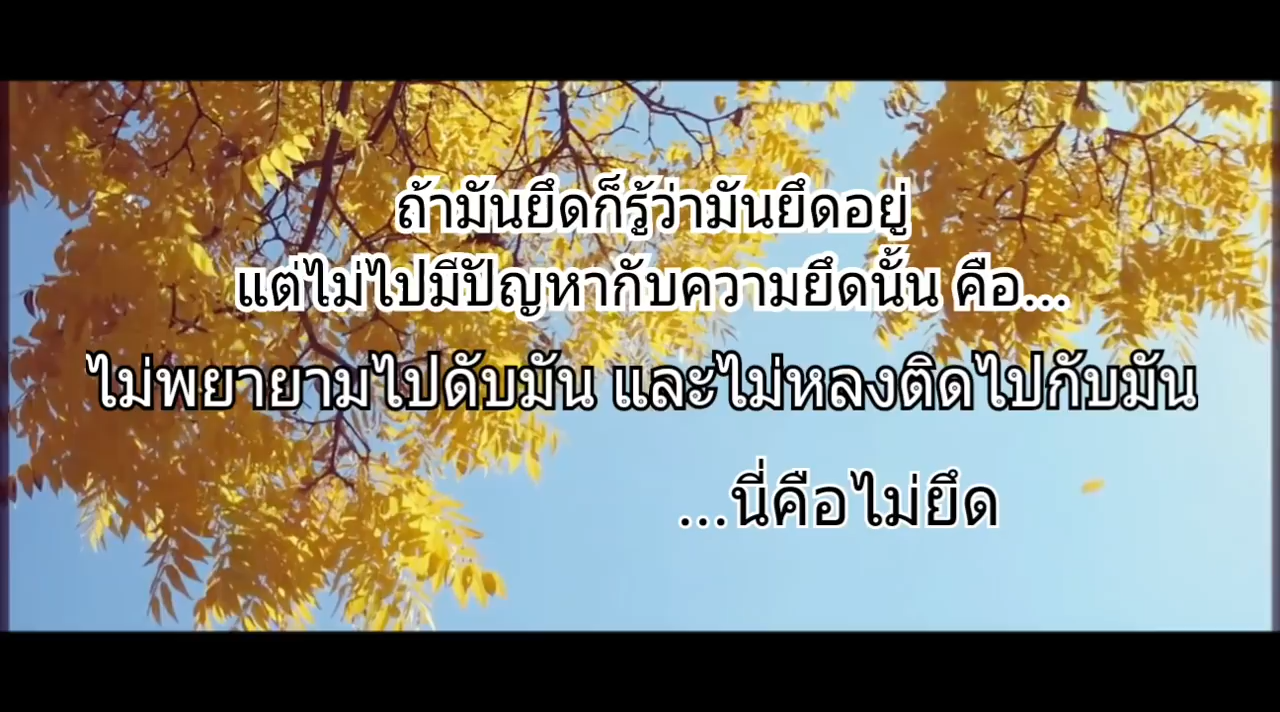 ถ้ามันยึดก็รู้ว่ามันยึดอยู่
แต่ไม่ไปมีปัญหากับความยึดนั้น คือ...
ไม่พยายามไปดับมัน และไม่หลงติดไปกับมัน
...นี่คือไม่ยึด